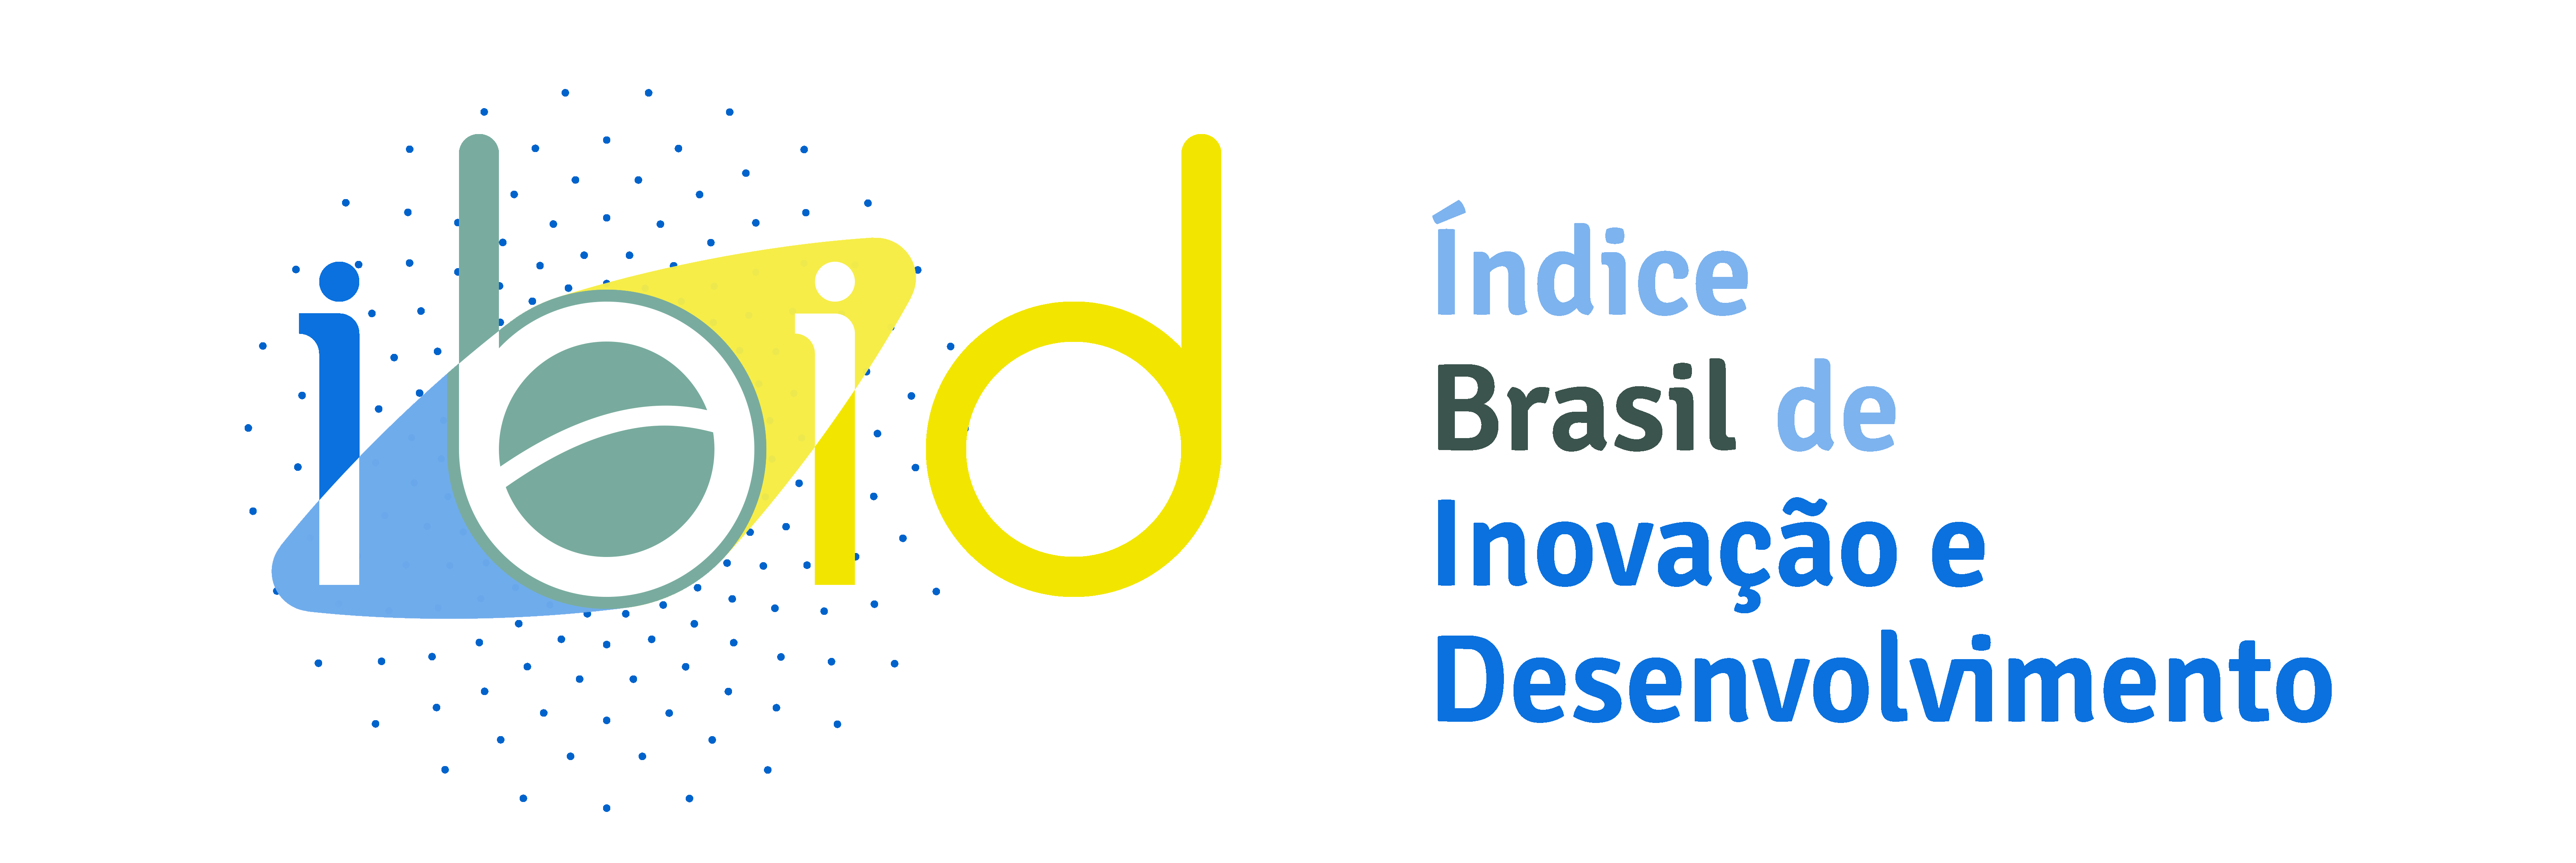 ibid
Índice
Brasil de
Inovação e
Desenvolvimento